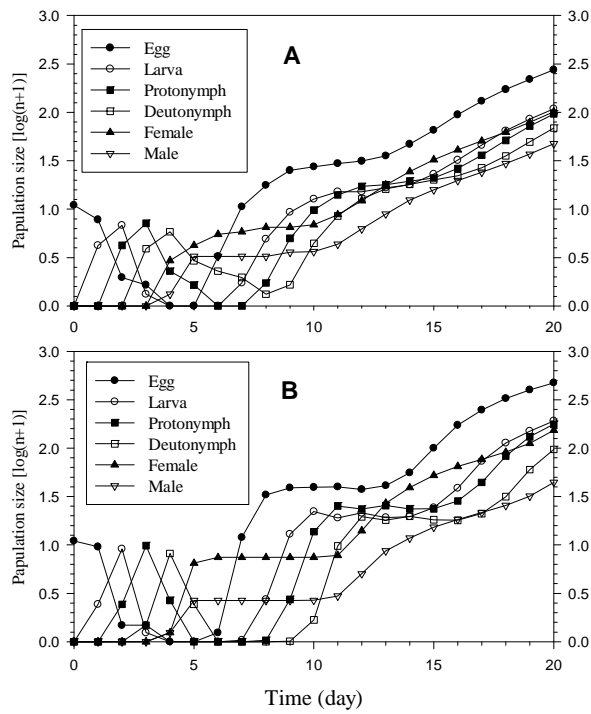 3.0 3.0
A
Egg
Larva
Protonymph
Deutonymph
Female
Male
2.5 2.5
2.0 2.0
1.5 1.5
1.0 1.0
0.5 0.5
0.0 0.0
Papulation size [log(n+1)]
0 5 10 15 20
3.0 3.0
B
Egg
Larva
Protonymph
Deutonymph
Female
Male
2.5 2.5
2.0 2.0
1.5 1.5
1.0 1.0
0.5 0.5
0.0 0.0
Papulation size [log(n+1)]
0 5 10 15 20
Time (day)